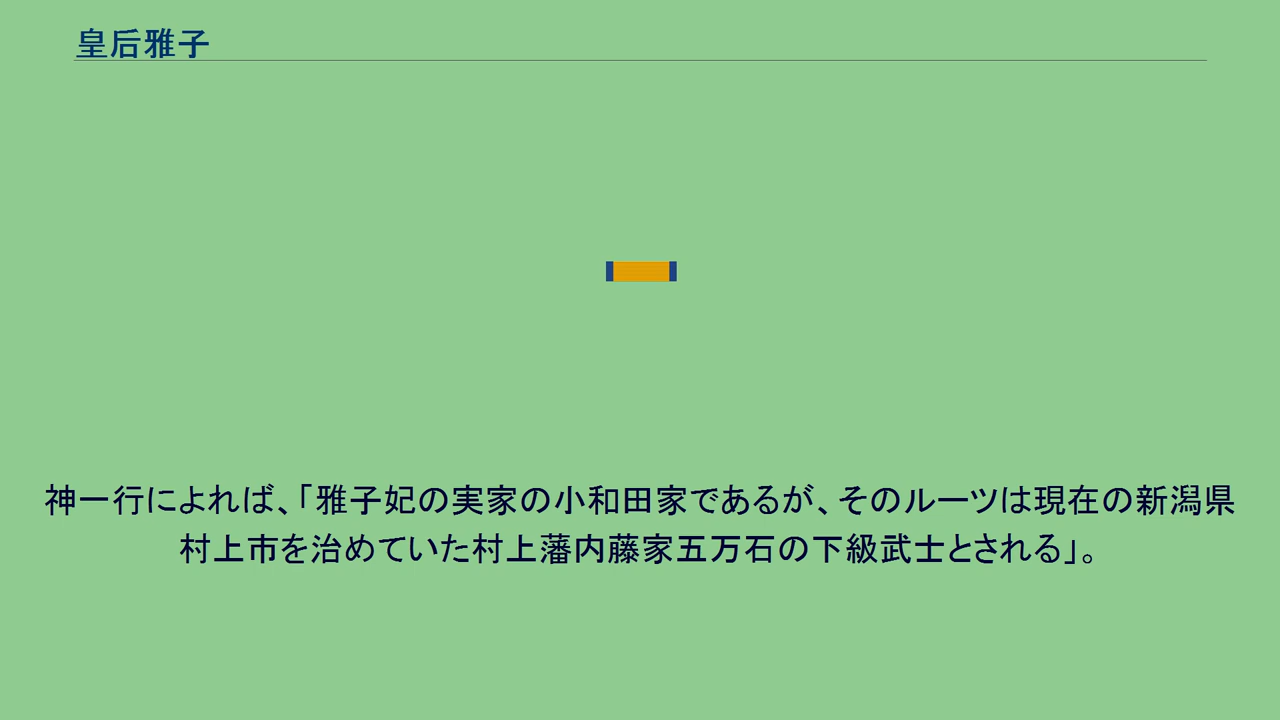 皇后雅子
神一行によれば、「雅子妃の実家の小和田家であるが、そのルーツは現在の新潟県
村上市を治めていた村上藩内藤家五万石の下級武士とされる」。